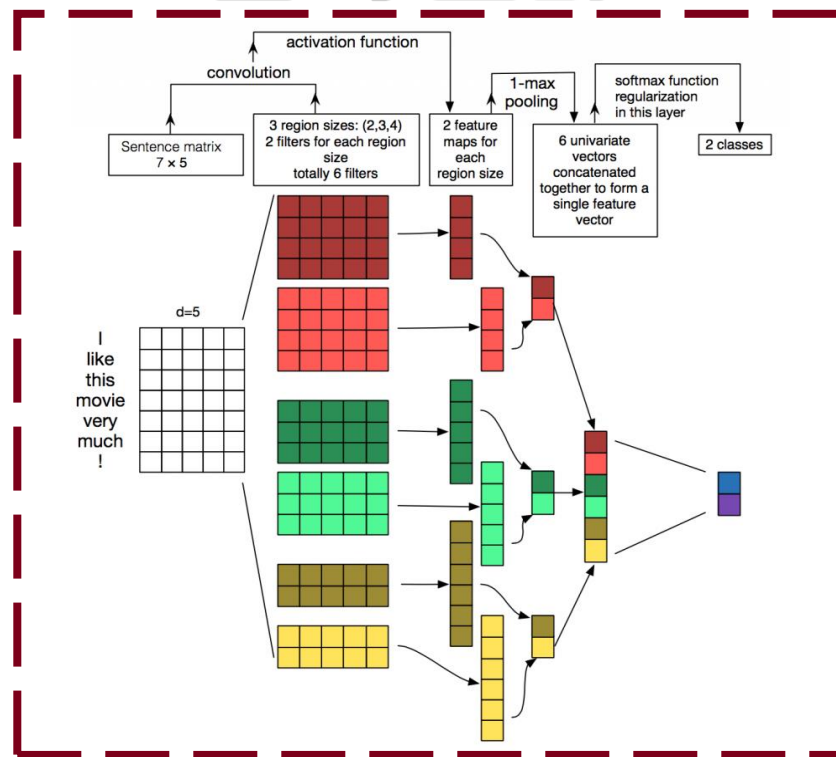 activation function
convolution
1-max
pooling
softmax function
regularization
in this layer
Sentence matrix
7 × 5
3 region sizes: (2,3,4)
2 filters for each region
size
totally 6 filters
2 feature
maps for
each
region size
6 univariate
vectors
concatenated
together to form a
single feature
vector
2 classes
d=5
I
like
this
movie
very
much
!